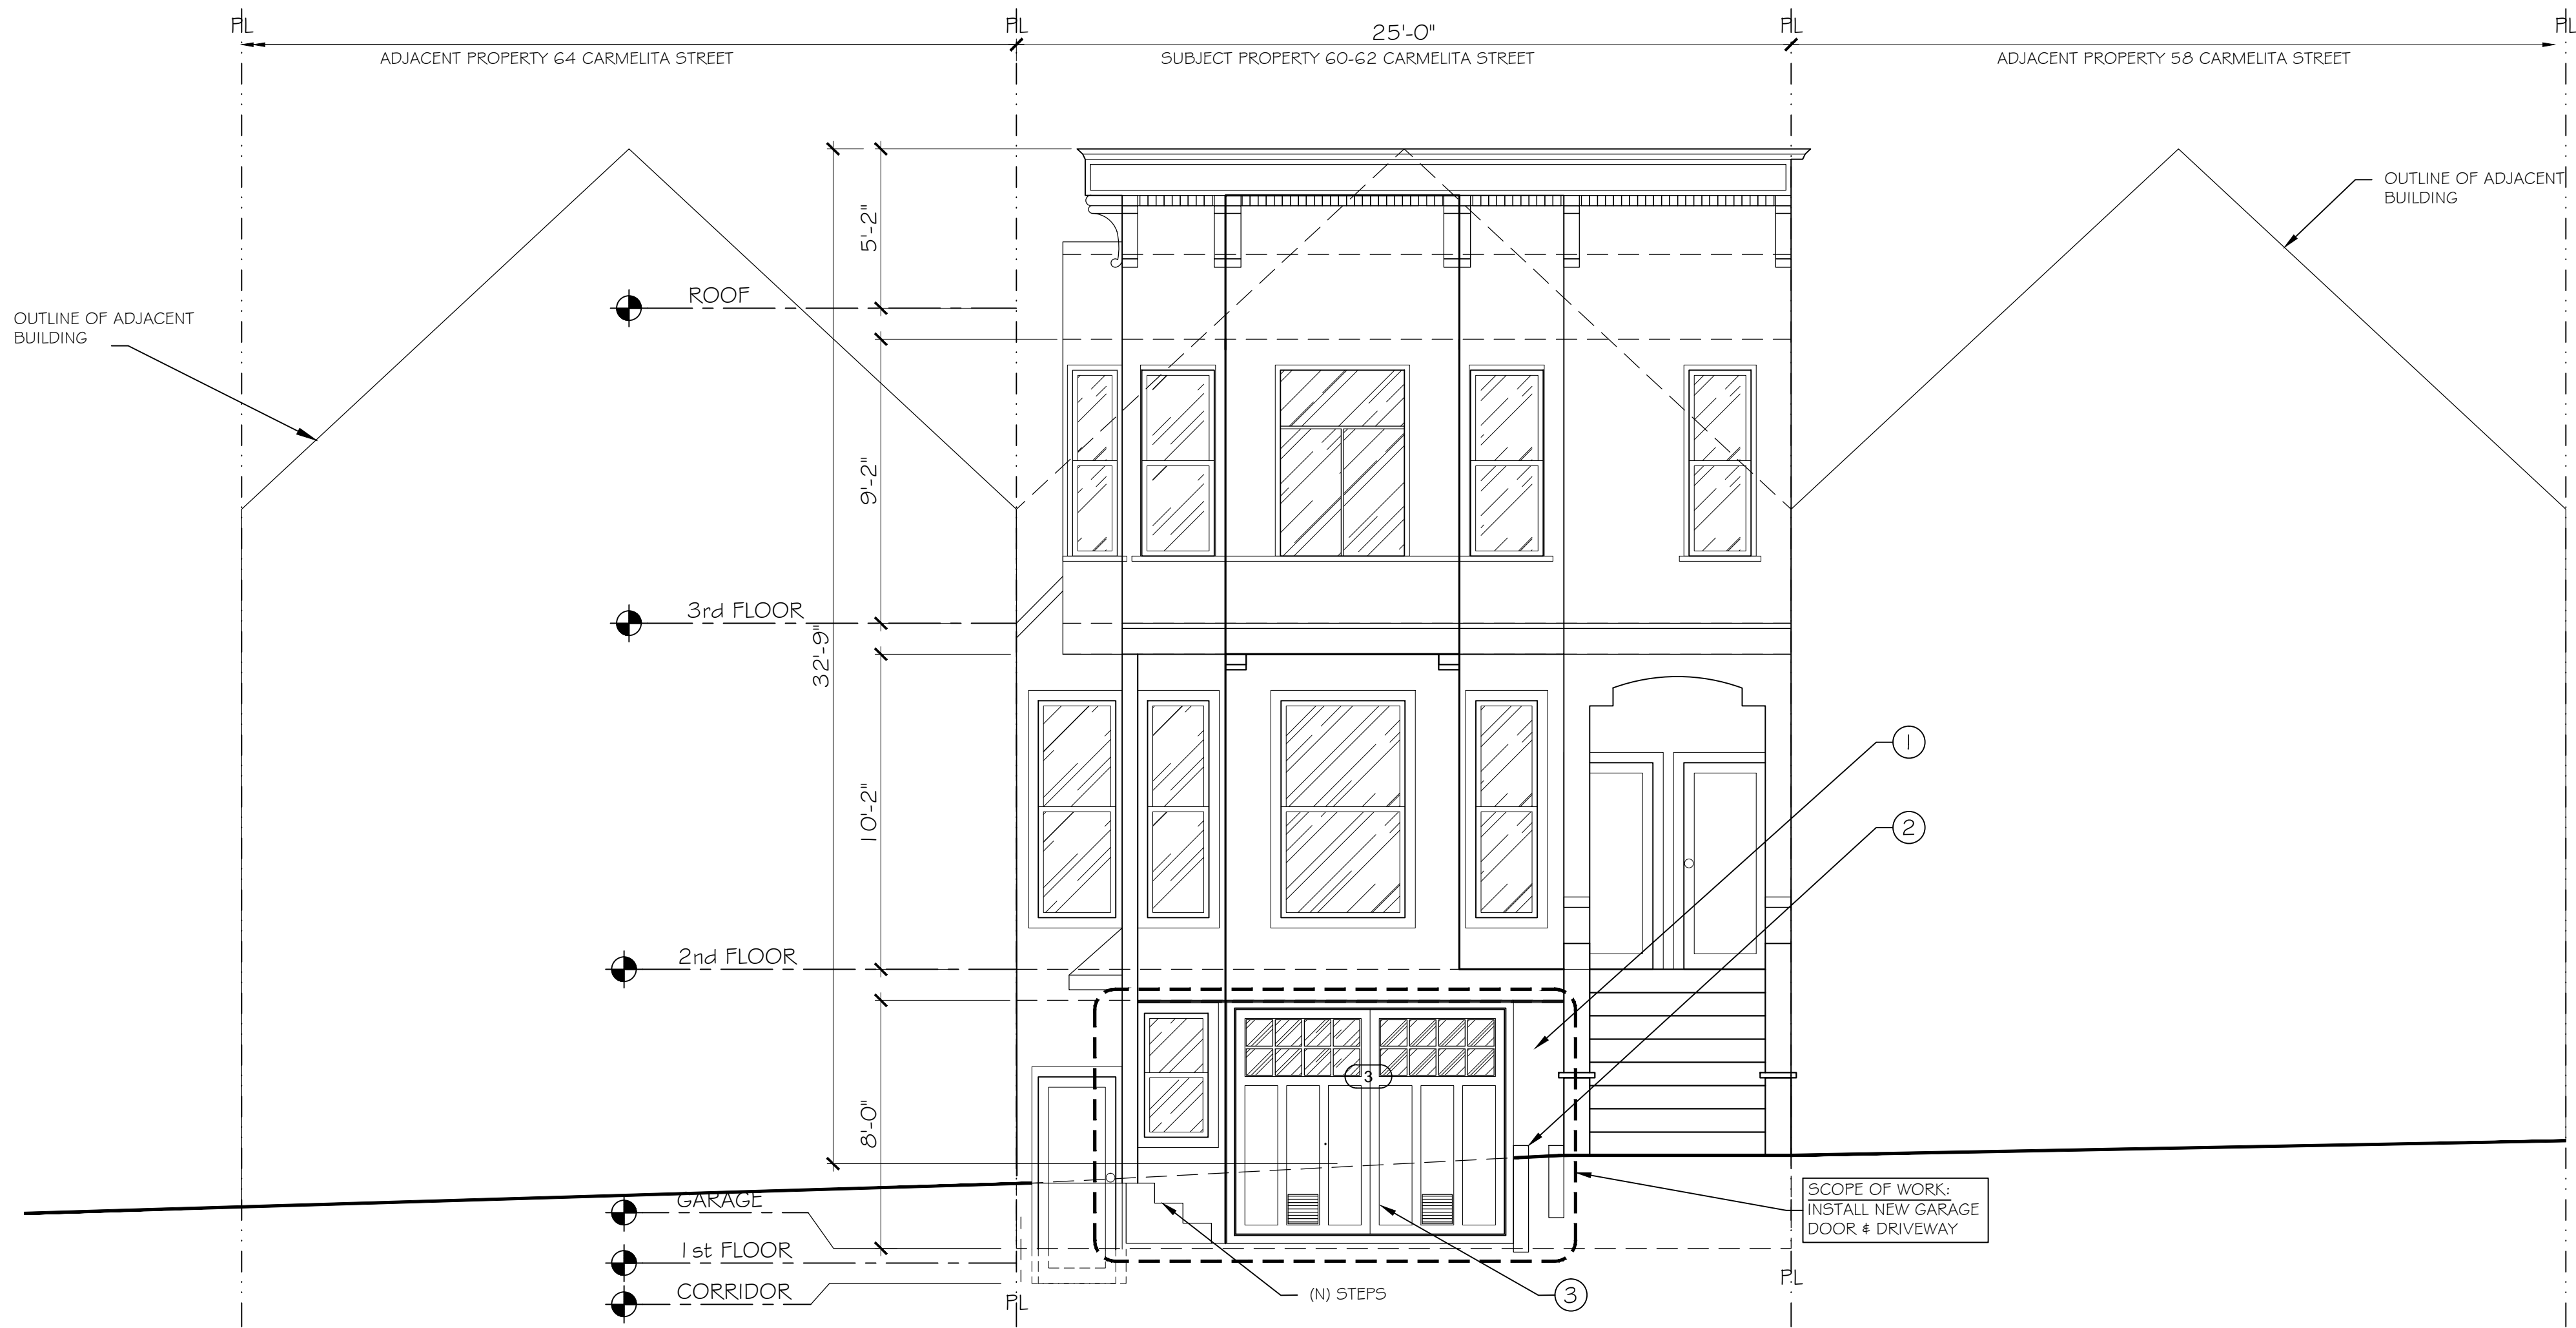 PL PL 25'-0" PL PL
ADJACENT PROPERTY 64 CARMELITA STREET
SUBJECT PROPERTY 60-62 CARMELITA STREET
ADJACENT PROPERTY 58 CARMELITA STREET
OUTLINE OF ADJACENT
BUILDING
5'-2"
ROOF
OUTLINE OF ADJACENT
BUILDING
9'-2"
3rd FLOOR
32'-9"
1
10'-2"
2
2nd FLOOR
3
8'-0"
SCOPE OF WORK:
INSTALL NEW GARAGE
DOOR & DRIVEWAY
GARAGE
1st FLOOR
CORRIDOR
PL
(N) STEPS
3
PL